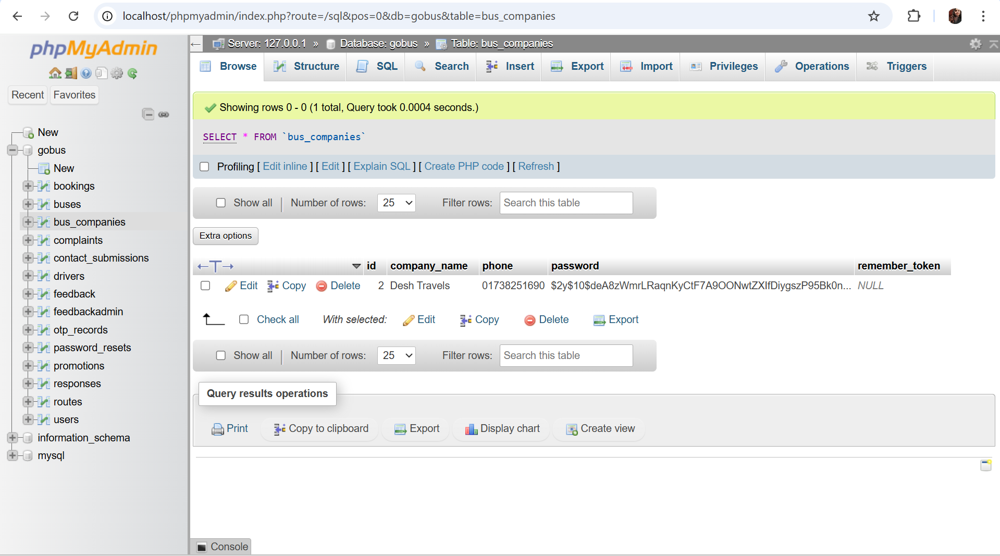 localhost/phpmyadmin/index.php?route=/sql&pos=0&db=gobus&table=bus_companies
phpMyAdmin
Recent Favorites
New
gobus
New
bookings
buses
bus_companies
complaints
contact_submissions
drivers
feedback
feedbackadmin
otp_records
password_resets
promotions
responses
routes
users
information_schema
mysql
Server: 127.0.0.1 » Database: gobus » Table: bus_companies
Browse Structure SQL Search Insert Export Import Privileges Operations Triggers
Showing rows 0 - 0 (1 total, Query took 0.0004 seconds.)
SELECT * FROM `bus_companies`
Profiling [ Edit inline ] [ Edit ] [ Explain SQL ] [ Create PHP code ] [ Refresh ]
Show all | Number of rows: 25 Filter rows: Search this table
Extra options
←T→ id company_name phone password remember_token
Edit Copy Delete 2 Desh Travels 01738251690 $2y$10$deA8zWmrLRaqnKyCtF7A9OONwtZXIfDiygszP95Bk0n... NULL
Check all With selected: Edit Copy Delete Export
Show all | Number of rows: 25 Filter rows: Search this table
Query results operations
Print Copy to clipboard Export Display chart Create view
Console